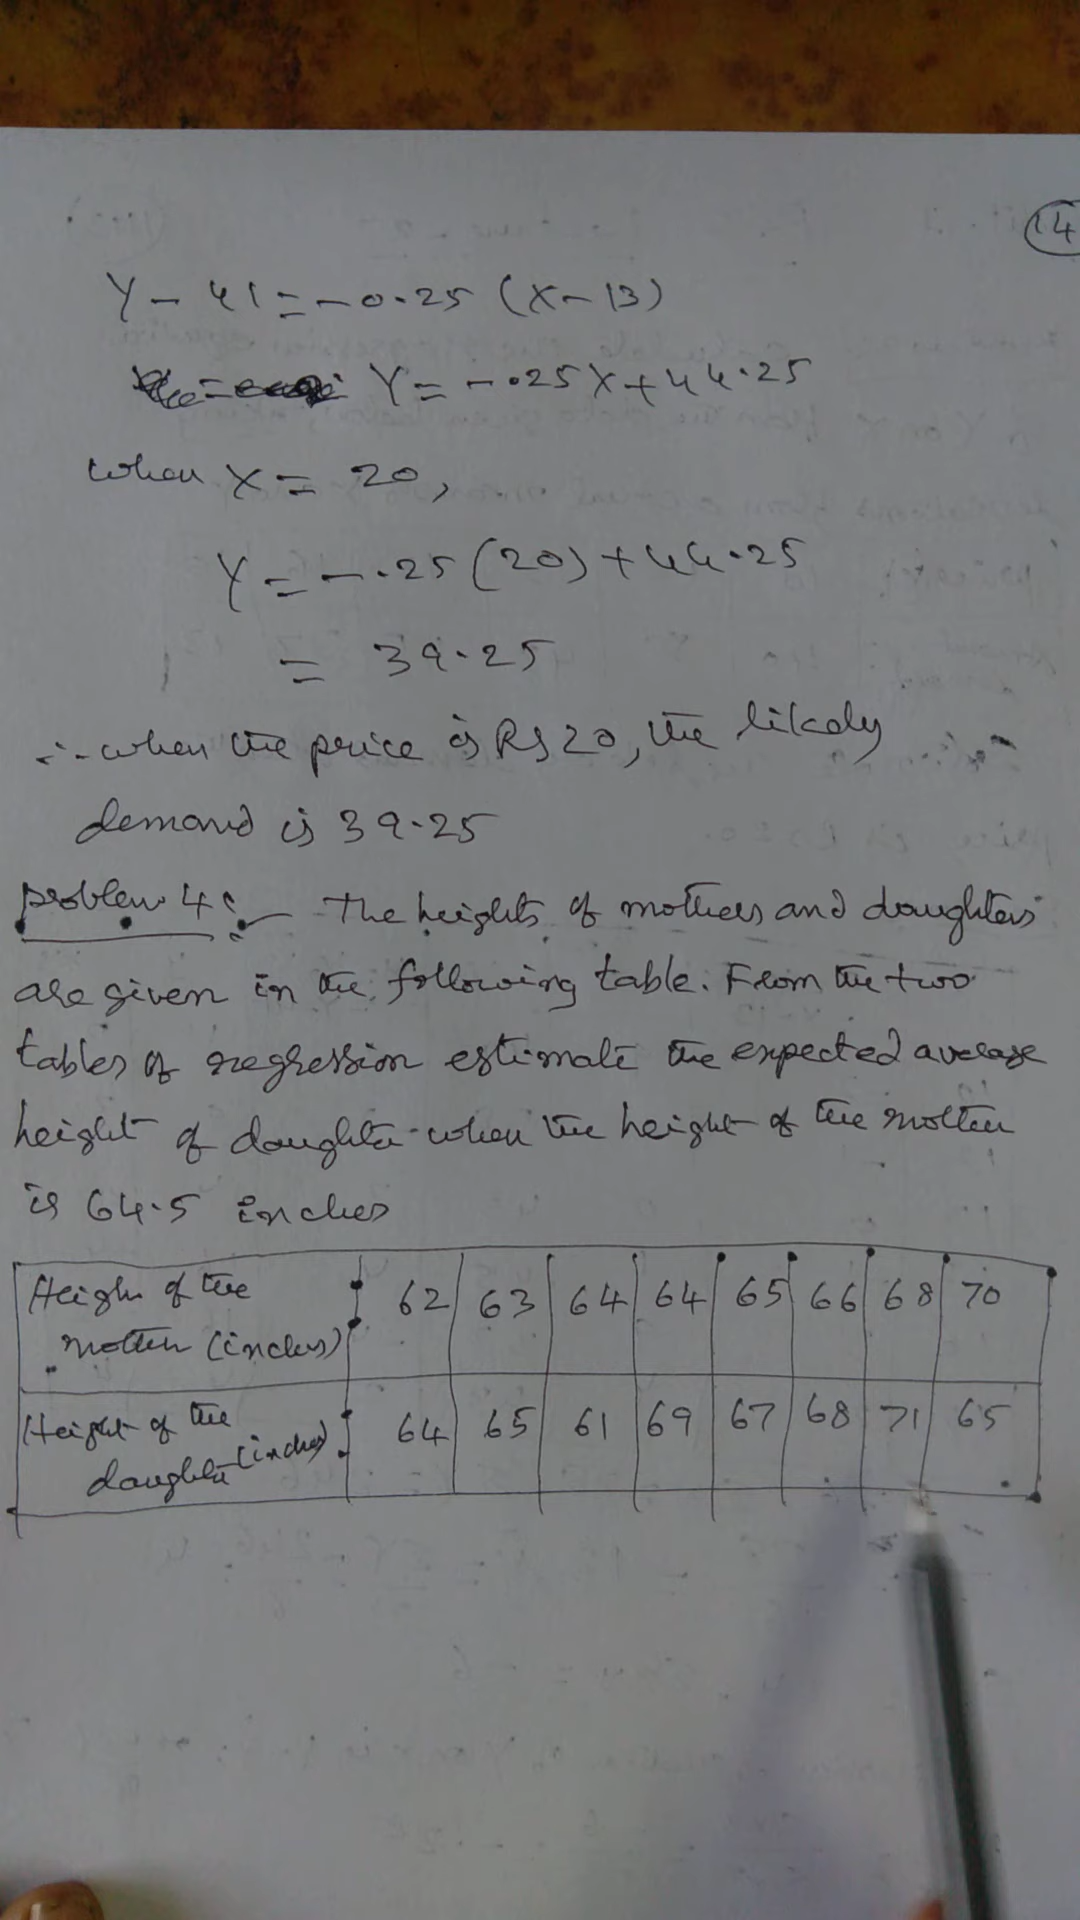 14
Y - 41 = -0.25 (X - 13)
Y = -.25X + 44.25
when X = 20,
Y = -.25 (20) + 44.25
= 39.25
∴ when the price is Rs 20, the likely
demand is 39.25
problem 4 :- The heights of mothers and daughters
are given in the following table. From the two
tables of regression estimate the expected average
height of daughter when the height of the mother
is 64.5 inches
Height of the mother (inches) : 62 63 64 64 65 66 68 70
Height of the daughter (inches) : 64 65 61 69 67 68 71 65